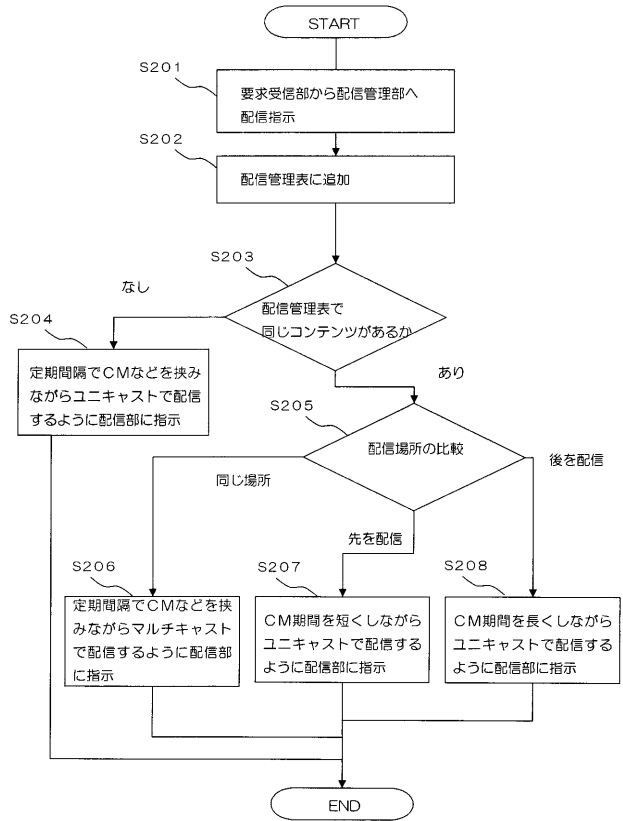 START
S201
要求受信部から配信管理部へ
配信指示
S202
配信管理表に追加
S203
なし
配信管理表で
同じコンテンツがあるか
S204
定期間隔でCMなどを挟み
ながらユニキャストで配信
するように配信部に指示
あり
S205
配信場所の比較
後を配信
同じ場所
先を配信
S206
定期間隔でCMなどを挟
みながらマルチキャスト
で配信するように配信部
に指示
S207
CM期間を短くしながら
ユニキャストで配信する
ように配信部に指示
S208
CM期間を長くしながら
ユニキャストで配信する
ように配信部に指示
END